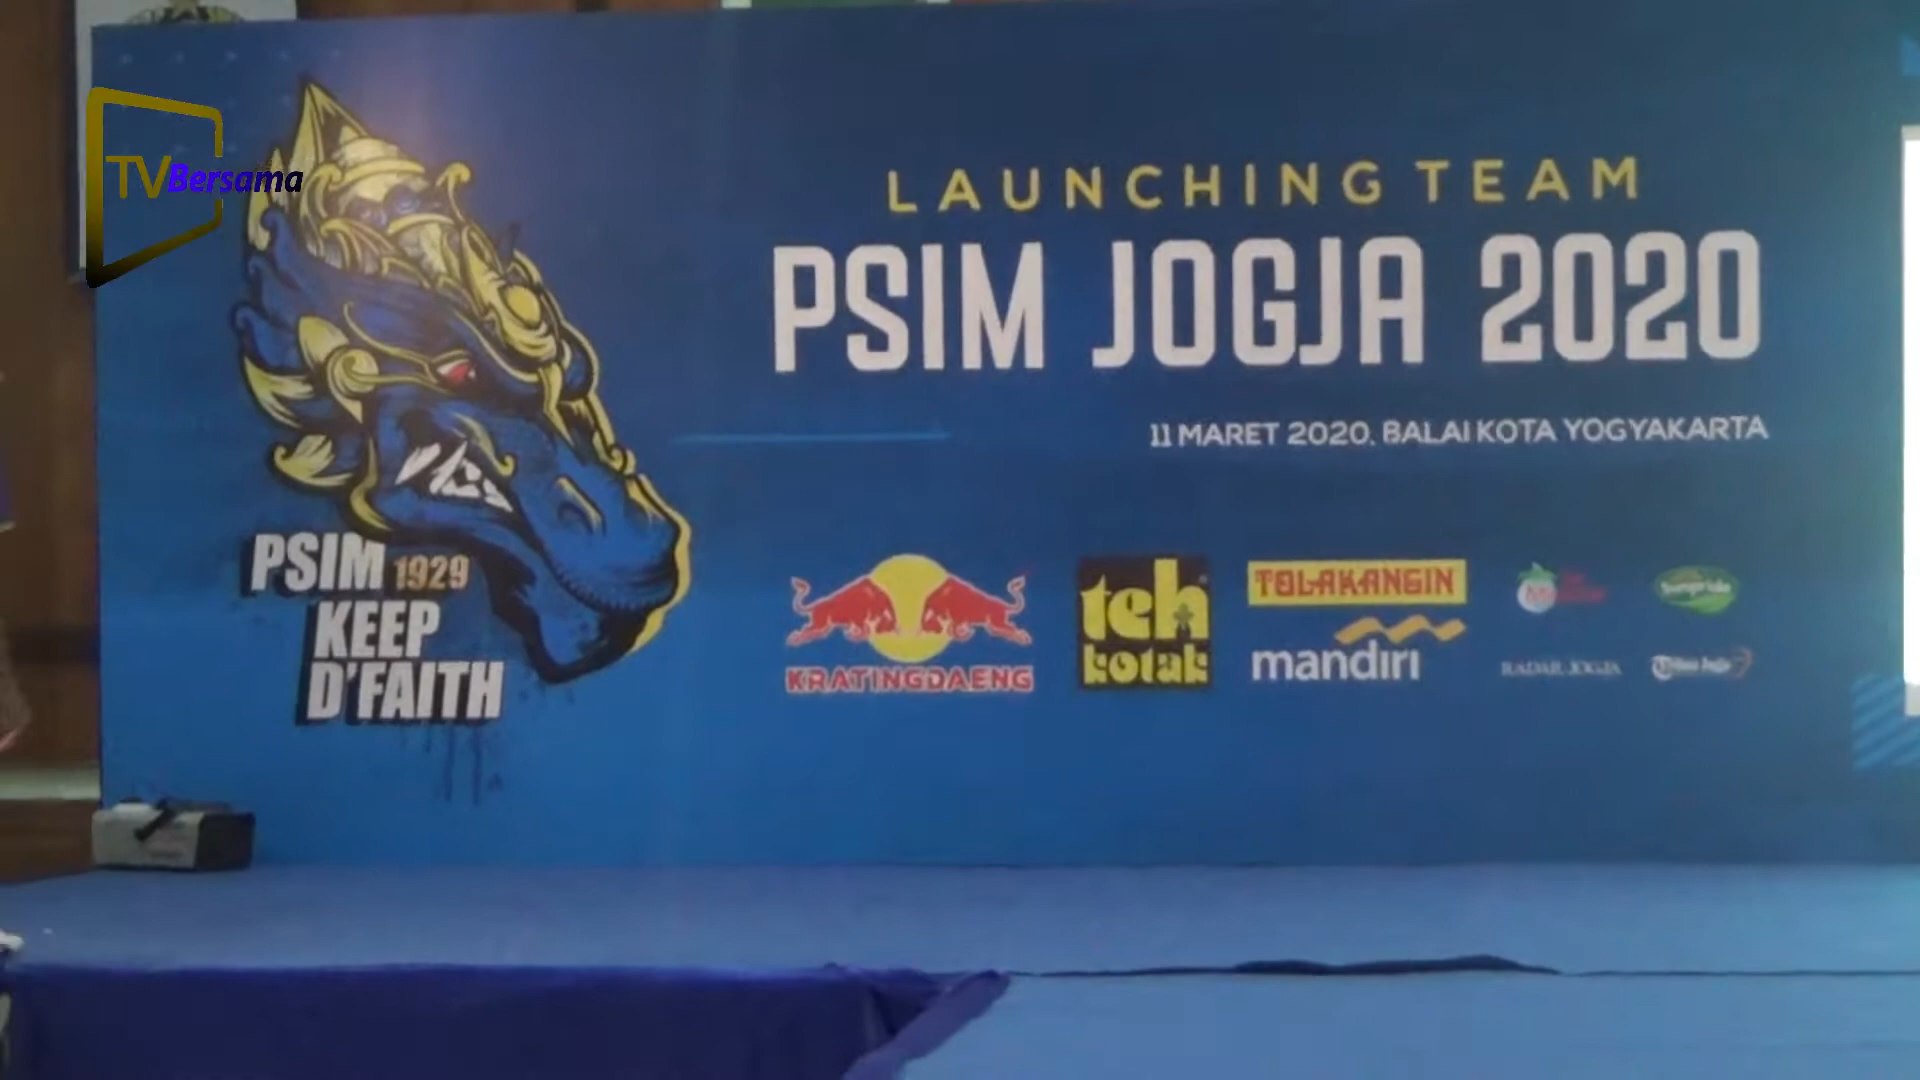 TV Bersama
LAUNCHING TEAM
PSIM JOGJA 2020
11 MARET 2020. BALAI KOTA YOGYAKARTA
PSIM 1929
KEEP
D'FAITH
KRATINGDAENG
teh
kotak
TOLAKANGIN
mandiri
RADAR JOGJA